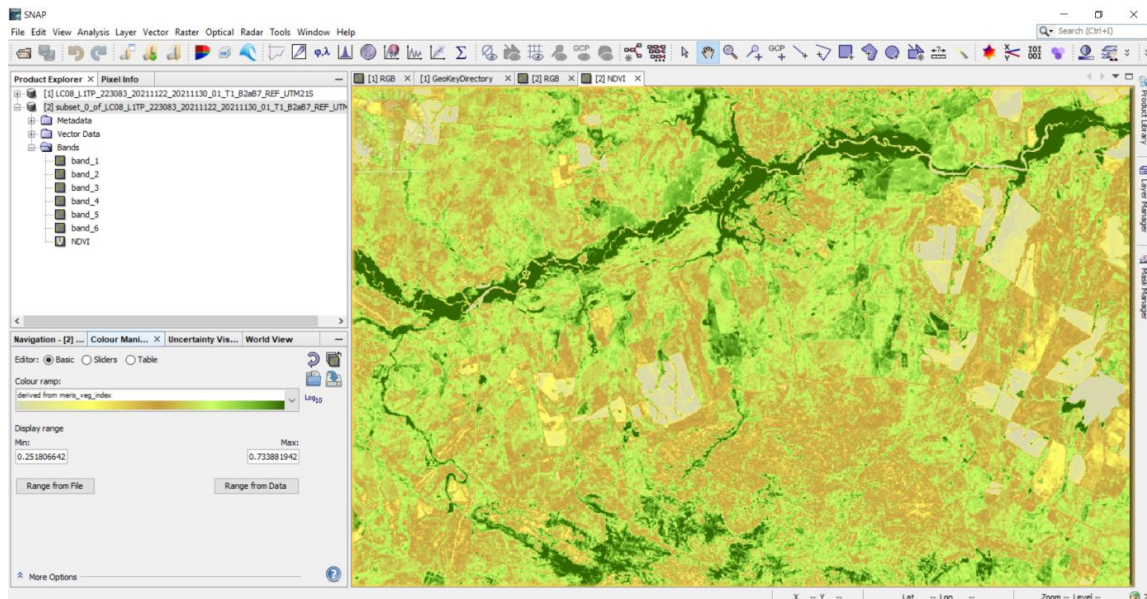 SNAP
File Edit View Analysis Layer Vector Raster Optical Radar Tools Window Help
Search (Ctrl+I)
GCP
GCP
Product Explorer Pixel Info
[1] RGB [1] GeoKeyDirectory [2] RGB [2] NDVI
[1] LC08_L1TP_223083_20211122_20211130_01_T1_B2aB7_REF_UTM21S
[2] subset_0_of_LC08_L1TP_223083_20211122_20211130_01_T1_B2aB7_REF_UTM
Metadata
Vector Data
Bands
band_1
band_2
band_3
band_4
band_5
band_6
NDVI
Product Library
Layer Manager
Mask Manager
Navigation - [2] ... Colour Mani... Uncertainty Vis... World View
Editor: Basic Sliders Table
Colour ramp:
derived from meris_veg_index
Log10
Display range
Min: Max:
0.251806642 0.733881942
Range from File Range from Data
More Options
X -- Y -- Lat -- Lon -- Zoom -- Level --